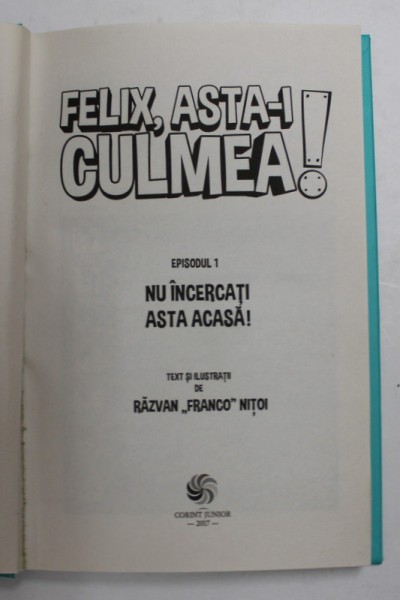 FELIX, ASTA-I
CULMEA!
EPISODUL 1
NU ÎNCERCAȚI
ASTA ACASĂ!
TEXT ȘI ILUSTRAȚII
DE
RĂZVAN „FRANCO” NIȚOI
CORINT JUNIOR
— 2017 —